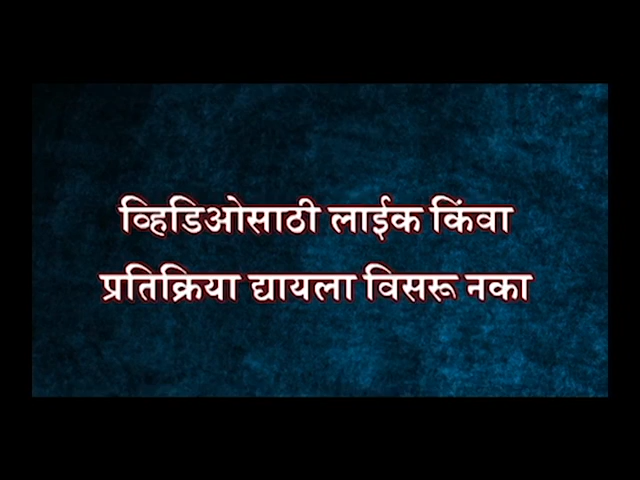 व्हिडिओसाठी लाईक किंवा
प्रतिक्रिया द्यायला विसरू नका